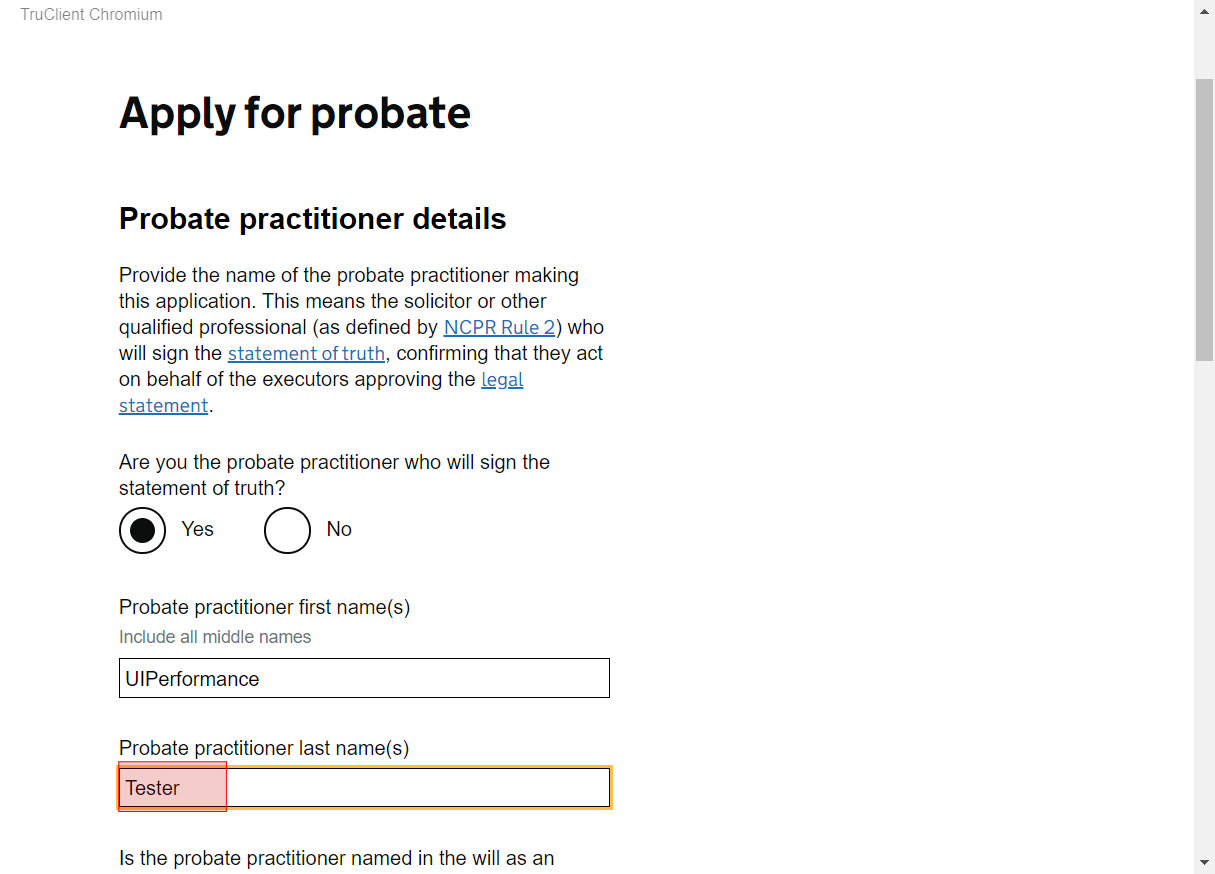 TruClient Chromium
Apply for probate
Probate practitioner details
Provide the name of the probate practitioner making
this application. This means the solicitor or other
qualified professional (as defined by NCPR Rule 2) who
will sign the statement of truth, confirming that they act
on behalf of the executors approving the legal
statement.
Are you the probate practitioner who will sign the
statement of truth?
Yes No
Probate practitioner first name(s)
Include all middle names
UIPerformance
Probate practitioner last name(s)
Tester
Is the probate practitioner named in the will as an